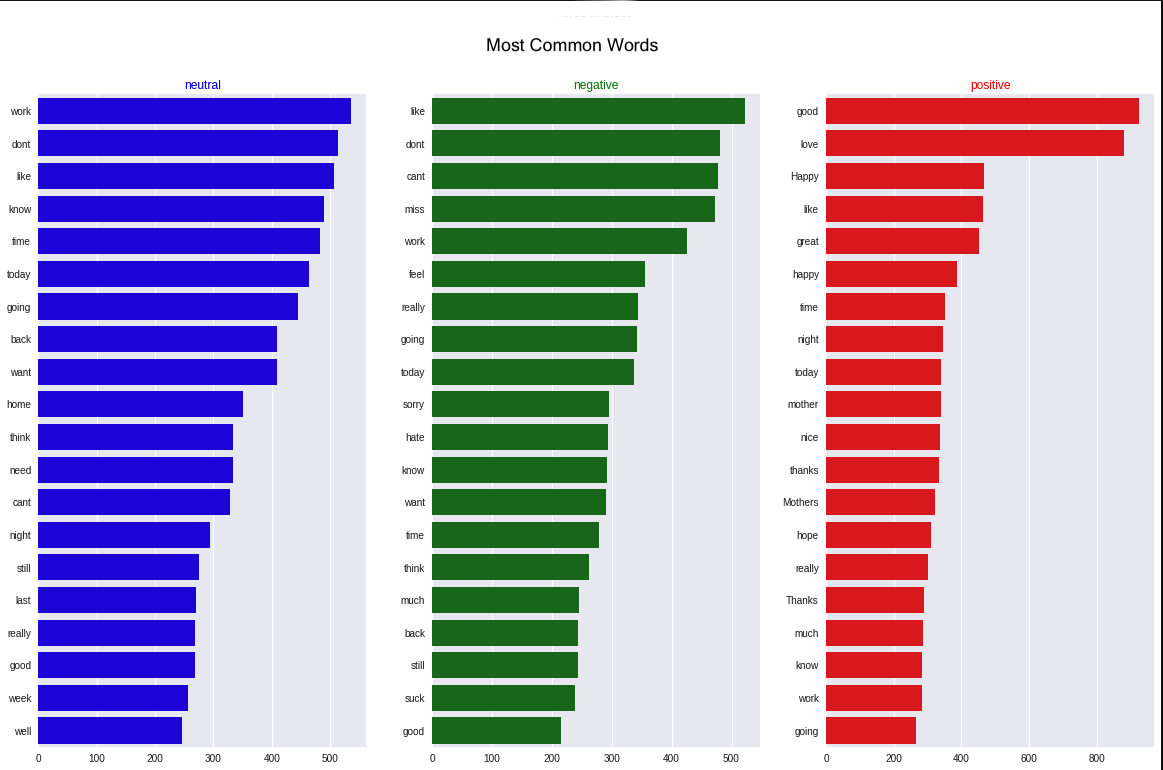 Most Common Words
neutral
work
dont
like
know
time
today
going
back
want
home
think
need
cant
night
still
last
really
good
week
well
0 100 200 300 400 500
negative
like
dont
cant
miss
work
feel
really
going
today
sorry
hate
know
want
time
think
much
back
still
suck
good
0 100 200 300 400 500
positive
good
love
Happy
like
great
happy
time
night
today
mother
nice
thanks
Mothers
hope
really
Thanks
much
know
work
going
0 200 400 600 800